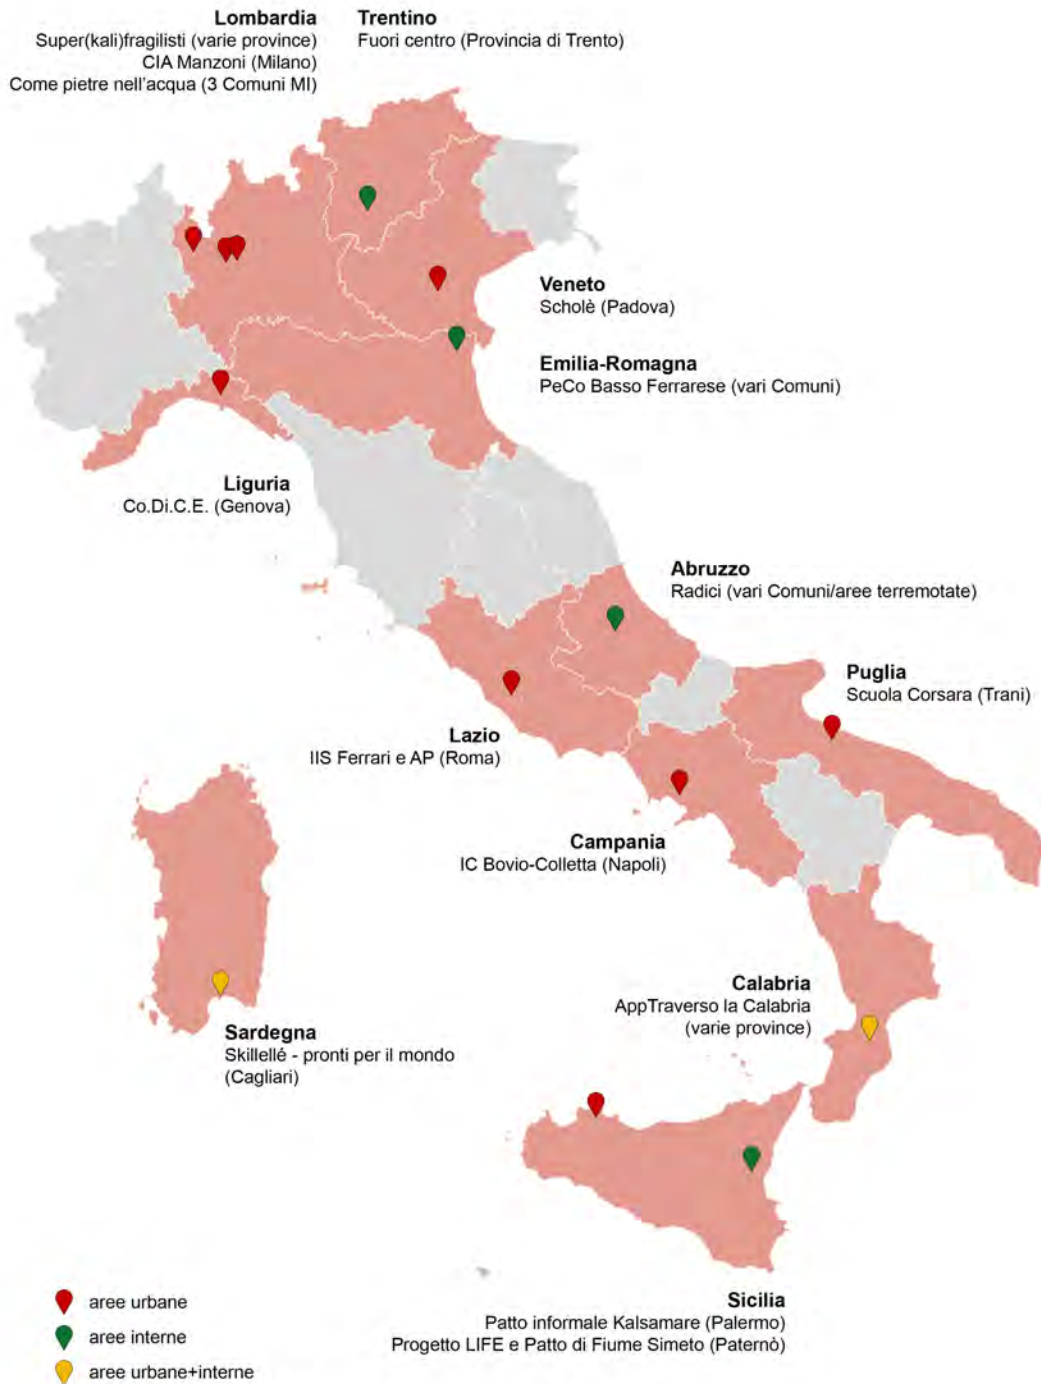 Lombardia
Super(kali)fragilisti (varie province)
CIA Manzoni (Milano)
Come pietre nell'acqua (3 Comuni MI)
Trentino
Fuori centro (Provincia di Trento)
Veneto
Scholè (Padova)
Emilia-Romagna
PeCo Basso Ferrarese (vari Comuni)
Liguria
Co.Di.C.E. (Genova)
Abruzzo
Radici (vari Comuni/aree terremotate)
Puglia
Scuola Corsara (Trani)
Lazio
IIS Ferrari e AP (Roma)
Campania
IC Bovio-Colletta (Napoli)
Calabria
AppTraverso la Calabria
(varie province)
Sardegna
Skillellé - pronti per il mondo
(Cagliari)
Sicilia
Patto informale Kalsamare (Palermo)
Progetto LIFE e Patto di Fiume Simeto (Paternò)
aree urbane
aree interne
aree urbane+interne